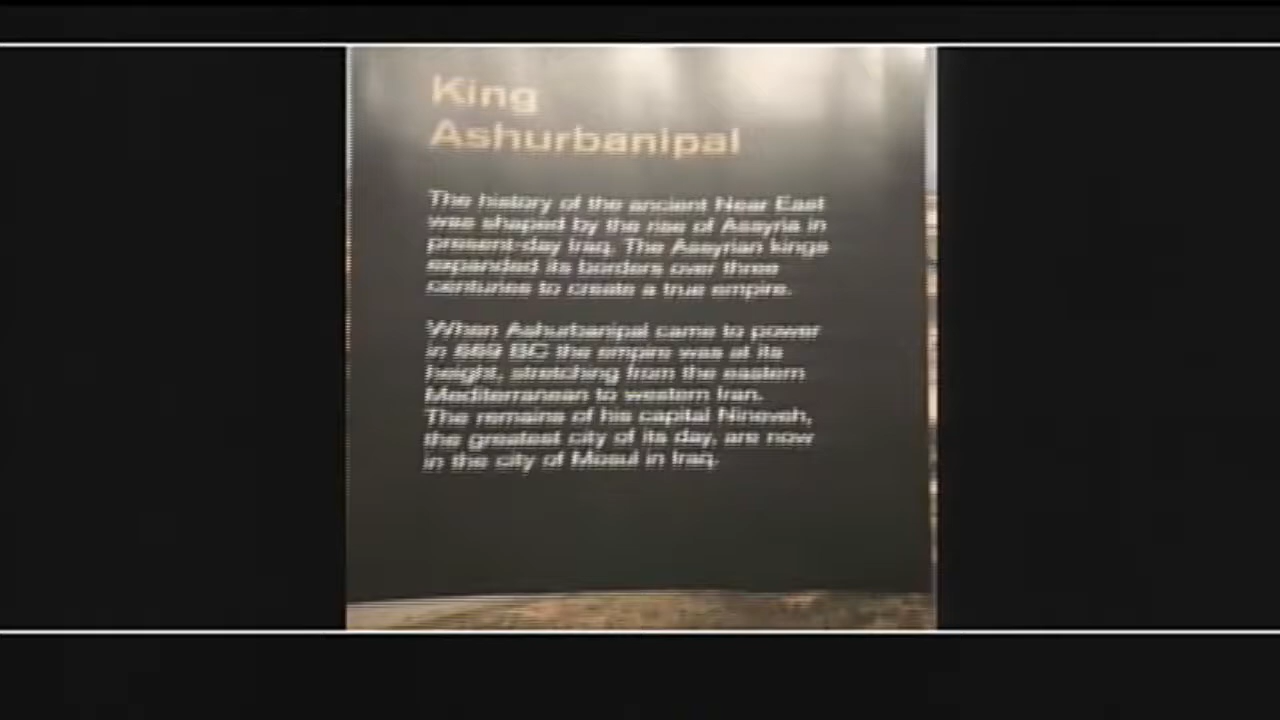 King
Ashurbanipal
The history of the ancient Near East
was shaped by the rise of Assyria in
present-day Iraq. The Assyrian kings
expanded its borders over three
centuries to create a true empire.
When Ashurbanipal came to power
in 669 BC the empire was at its
height, stretching from the eastern
Mediterranean to western Iran.
The remains of his capital Nineveh,
the greatest city of its day, are now
in the city of Mosul in Iraq.